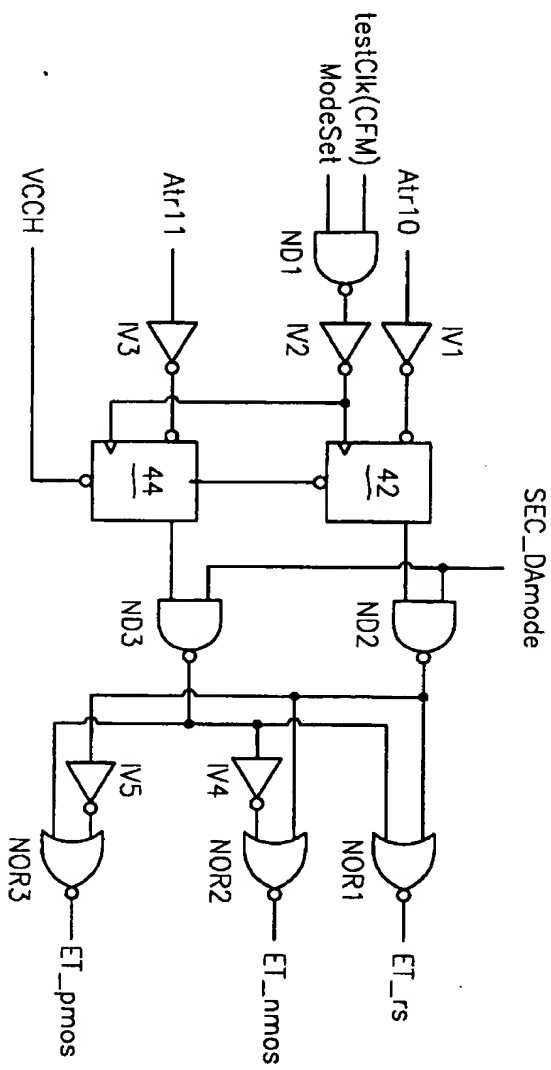 SEC_DAmode
Atr10
IV1
testClk(CFM)
ModeSet
ND1
IV2
42
ND2
NOR1
ET_rs
Atr11
IV3
44
ND3
IV4
NOR2
ET_nmos
VCCH
IV5
NOR3
ET_pmos